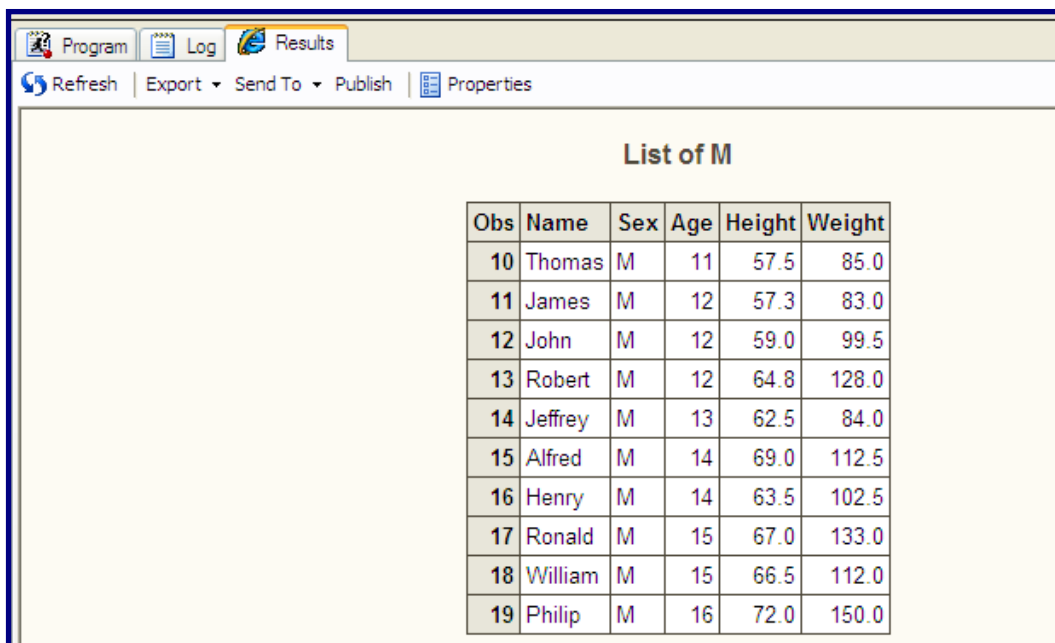 Program Log Results
Refresh Export Send To Publish Properties
List of M
Obs Name Sex Age Height Weight
10 Thomas M 11 57.5 85.0
11 James M 12 57.3 83.0
12 John M 12 59.0 99.5
13 Robert M 12 64.8 128.0
14 Jeffrey M 13 62.5 84.0
15 Alfred M 14 69.0 112.5
16 Henry M 14 63.5 102.5
17 Ronald M 15 67.0 133.0
18 William M 15 66.5 112.0
19 Philip M 16 72.0 150.0